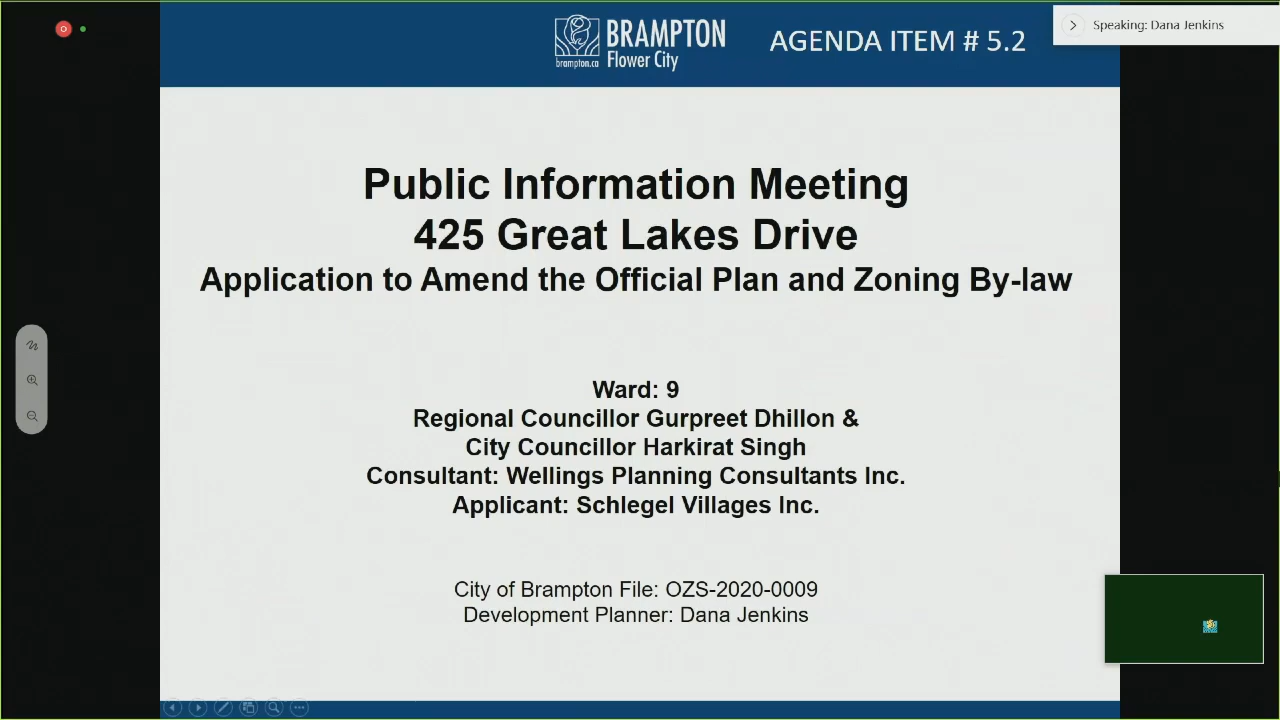 BRAMPTON
brampton.ca Flower City
AGENDA ITEM # 5.2
Speaking: Dana Jenkins
Public Information Meeting
425 Great Lakes Drive
Application to Amend the Official Plan and Zoning By-law
Ward: 9
Regional Councillor Gurpreet Dhillon &
City Councillor Harkirat Singh
Consultant: Wellings Planning Consultants Inc.
Applicant: Schlegel Villages Inc.
City of Brampton File: OZS-2020-0009
Development Planner: Dana Jenkins